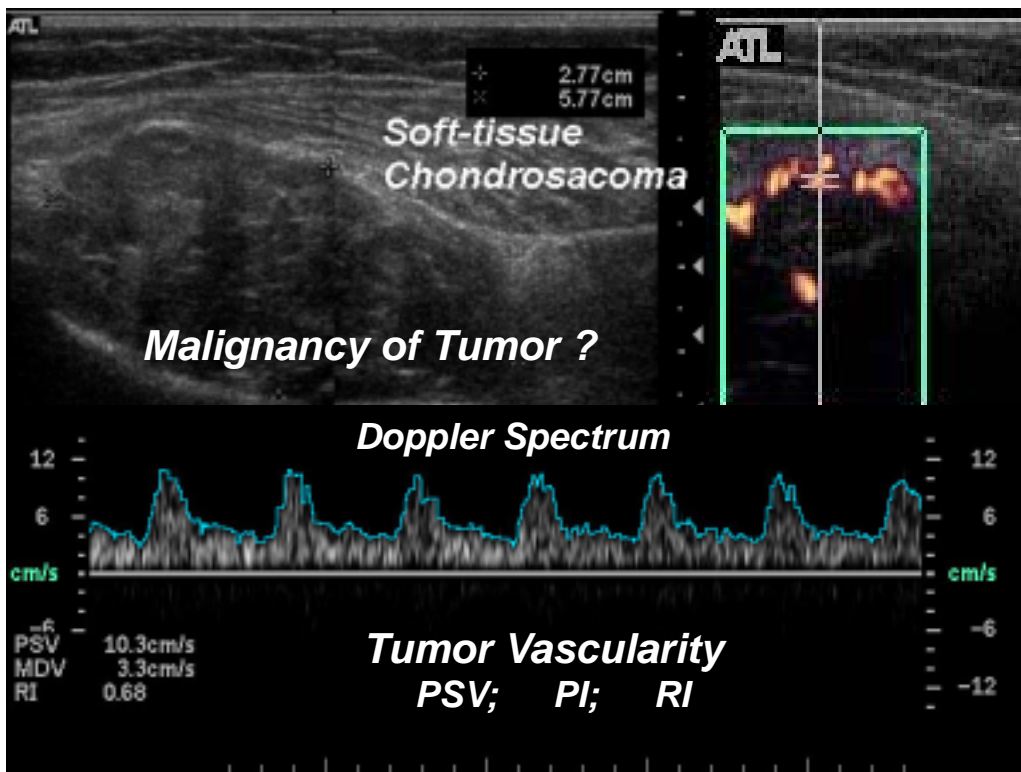 ATL
ATL
+ 2.77cm
× 5.77cm
Soft-tissue
Chondrosacoma
Malignancy of Tumor ?
Doppler Spectrum
12 12
6 6
cm/s cm/s
-6 -6
PSV 10.3cm/s
MDV 3.3cm/s
RI 0.68
-12
Tumor Vascularity
PSV; PI; RI